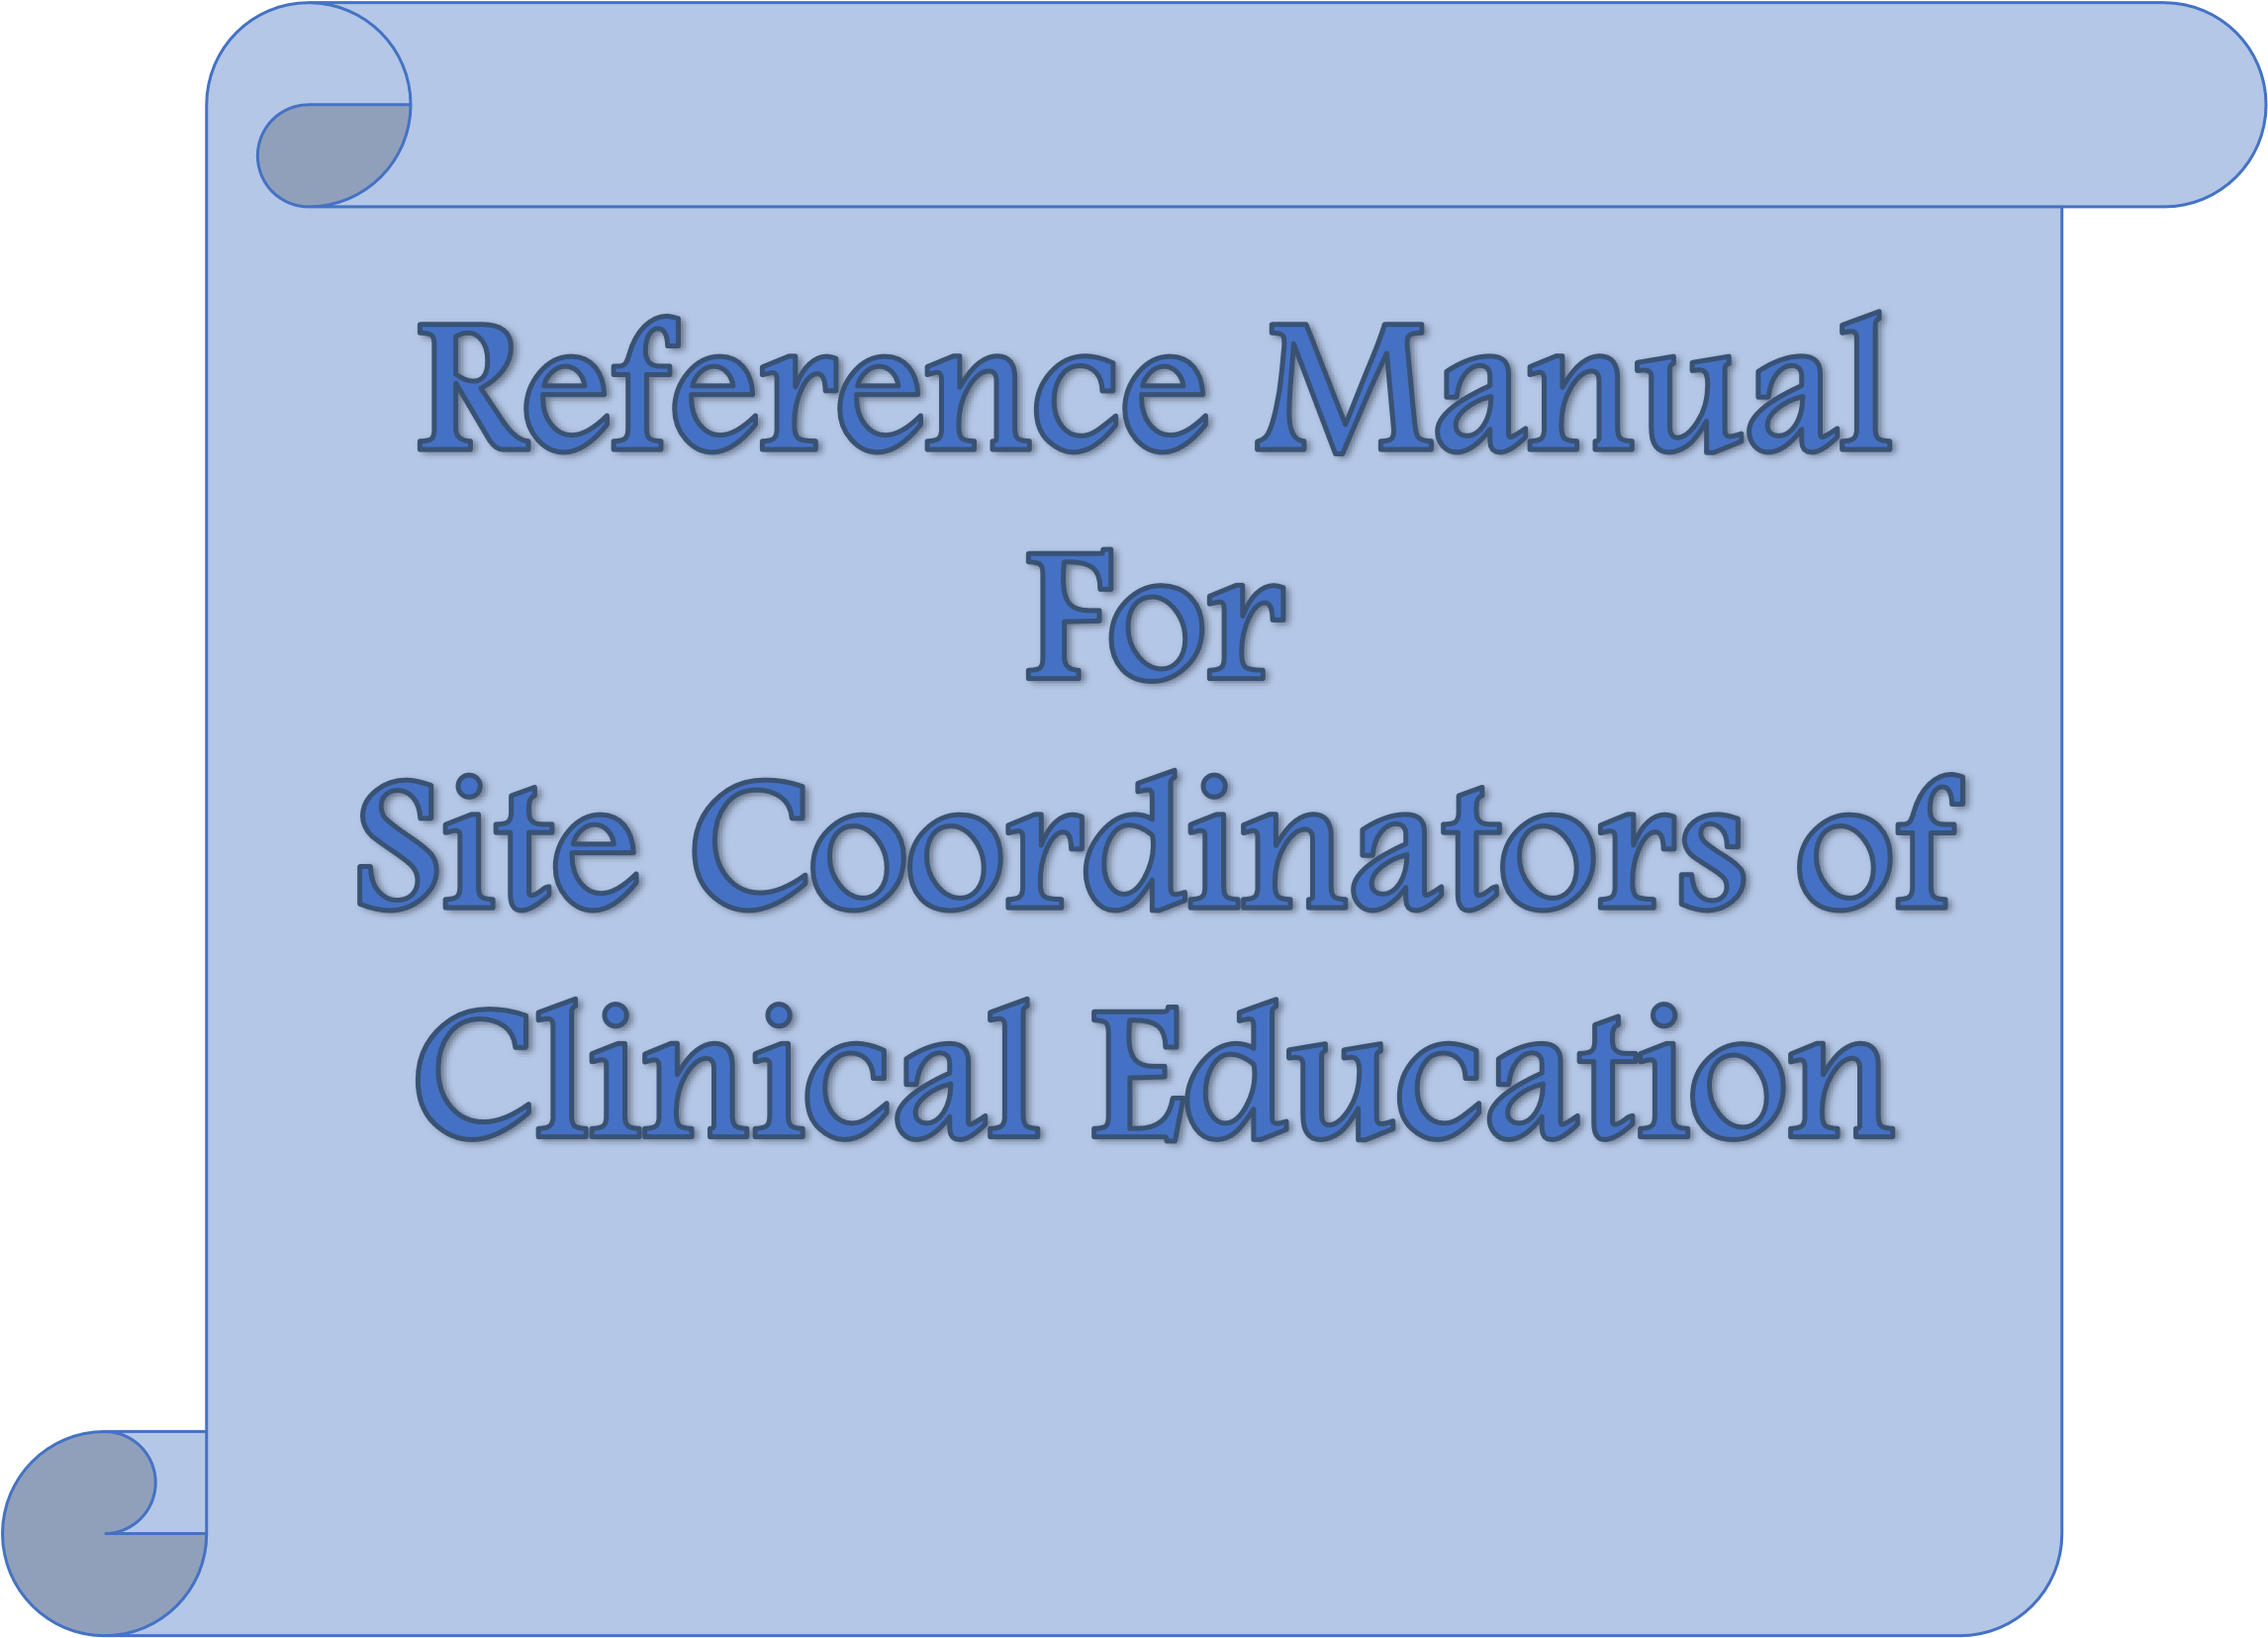 Reference Manual
For
Site Coordinators of
Clinical Education